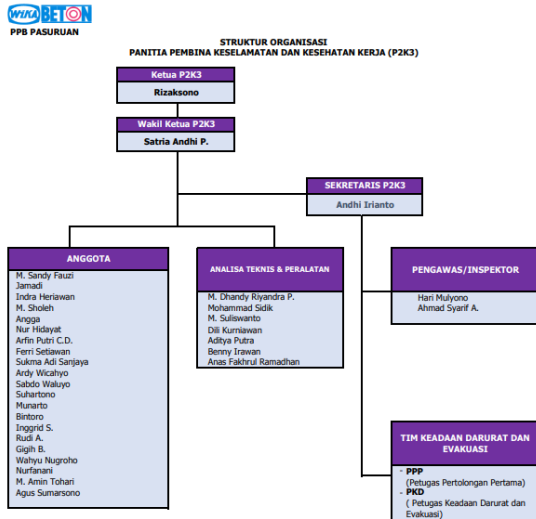 WIKA BETON
PPB PASURUAN
STRUKTUR ORGANISASI
PANITIA PEMBINA KESELAMATAN DAN KESEHATAN KERJA (P2K3)
Ketua P2K3
Rizaksono
Wakil Ketua P2K3
Satria Andhi P.
SEKRETARIS P2K3
Andhi Irianto
ANGGOTA
M. Sandy Fauzi
Jamadi
Indra Heriawan
M. Sholeh
Angga
Nur Hidayat
Arfin Putri C.D.
Ferri Setiawan
Sukma Adi Sanjaya
Ardy Wicahyo
Sabdo Waluyo
Suhartono
Munarto
Bintoro
Inggrid S.
Rudi A.
Gigih B.
Wahyu Nugroho
Nurfanani
M. Amin Tohari
Agus Sumarsono
ANALISA TEKNIS & PERALATAN
M. Dhandy Riyandra P.
Mohammad Sidik
M. Suliswanto
Dili Kurniawan
Aditya Putra
Benny Irawan
Anas Fakhrul Ramadhan
PENGAWAS/INSPEKTOR
Hari Mulyono
Ahmad Syarif A.
TIM KEADAAN DARURAT DAN
EVAKUASI
- PPP
(Petugas Pertolongan Pertama)
- PKD
( Petugas Keadaan Darurat dan
Evakuasi)